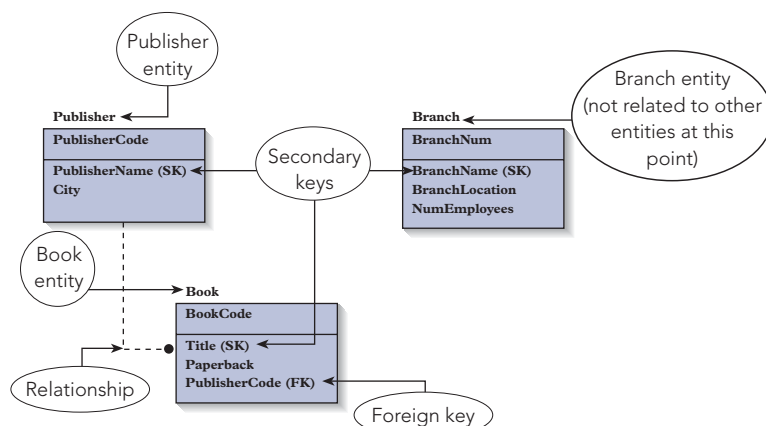 Publisher
entity
Branch entity
(not related to other
entities at this
point)
Publisher
PublisherCode
PublisherName (SK)
City
Secondary
keys
Branch
BranchNum
BranchName (SK)
BranchLocation
NumEmployees
Book
entity
Book
BookCode
Title (SK)
Paperback
PublisherCode (FK)
Relationship
Foreign key